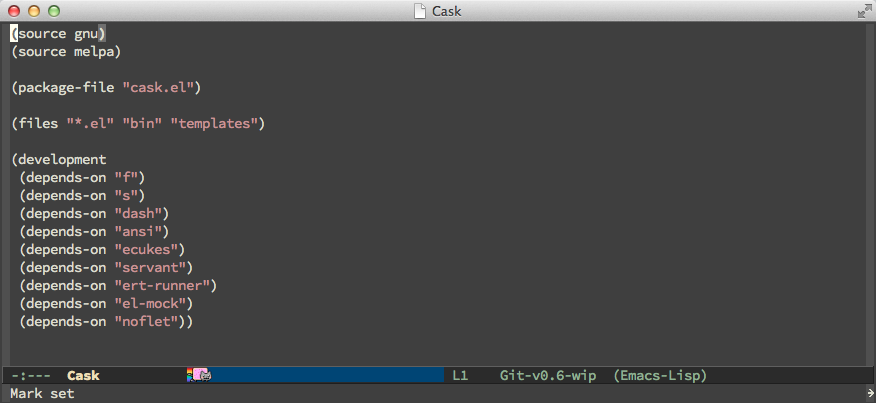 Cask
(source gnu)
(source melpa)
(package-file "cask.el")
(files "*.el" "bin" "templates")
(development
(depends-on "f")
(depends-on "s")
(depends-on "dash")
(depends-on "ansi")
(depends-on "ecukes")
(depends-on "servant")
(depends-on "ert-runner")
(depends-on "el-mock")
(depends-on "noflet"))
-:--- Cask L1 Git-v0.6-wip (Emacs-Lisp)
Mark set